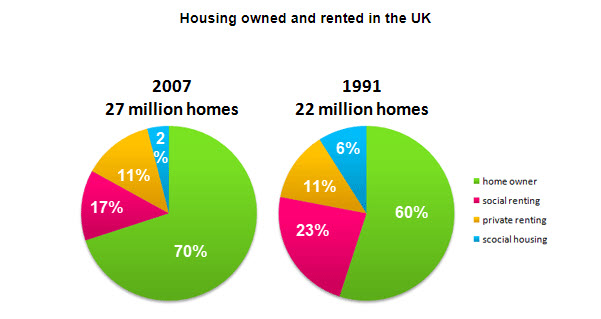 Housing owned and rented in the UK
2007
27 million homes
2
%
11%
17%
70%
1991
22 million homes
6%
11%
23%
60%
home owner
social renting
private renting
scocial housing